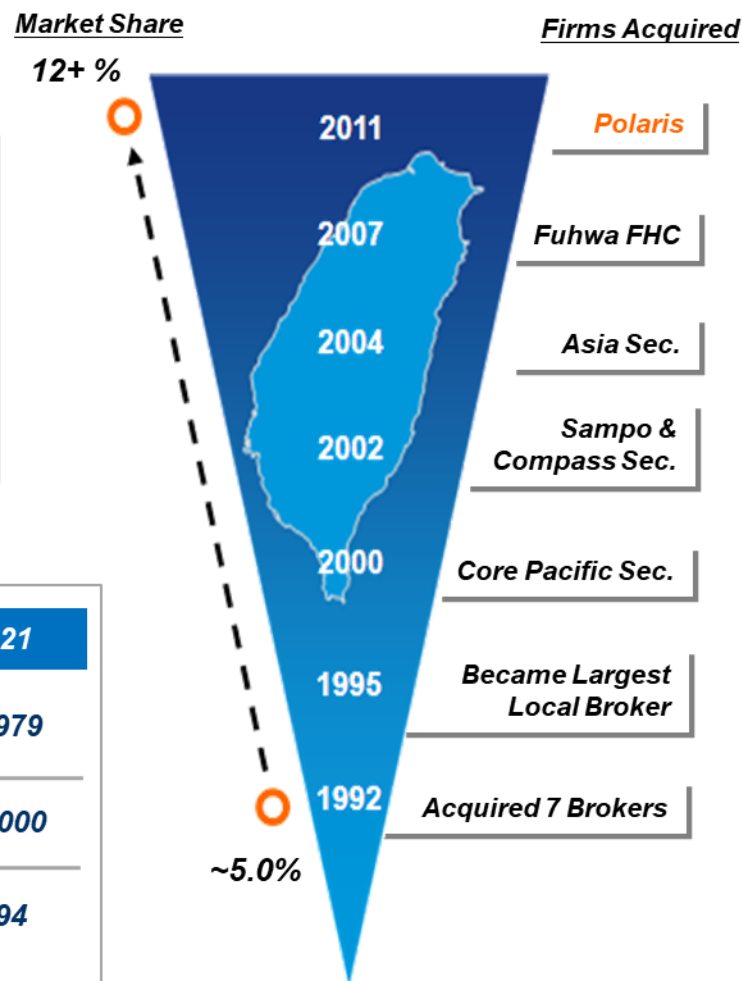 Market Share
Firms Acquired
12+ %
2011
Polaris
2007
Fuhwa FHC
2004
Asia Sec.
2002
Sampo &
Compass Sec.
2000
Core Pacific Sec.
1995
Became Largest
Local Broker
1992
Acquired 7 Brokers
~5.0%
21
979
000
94